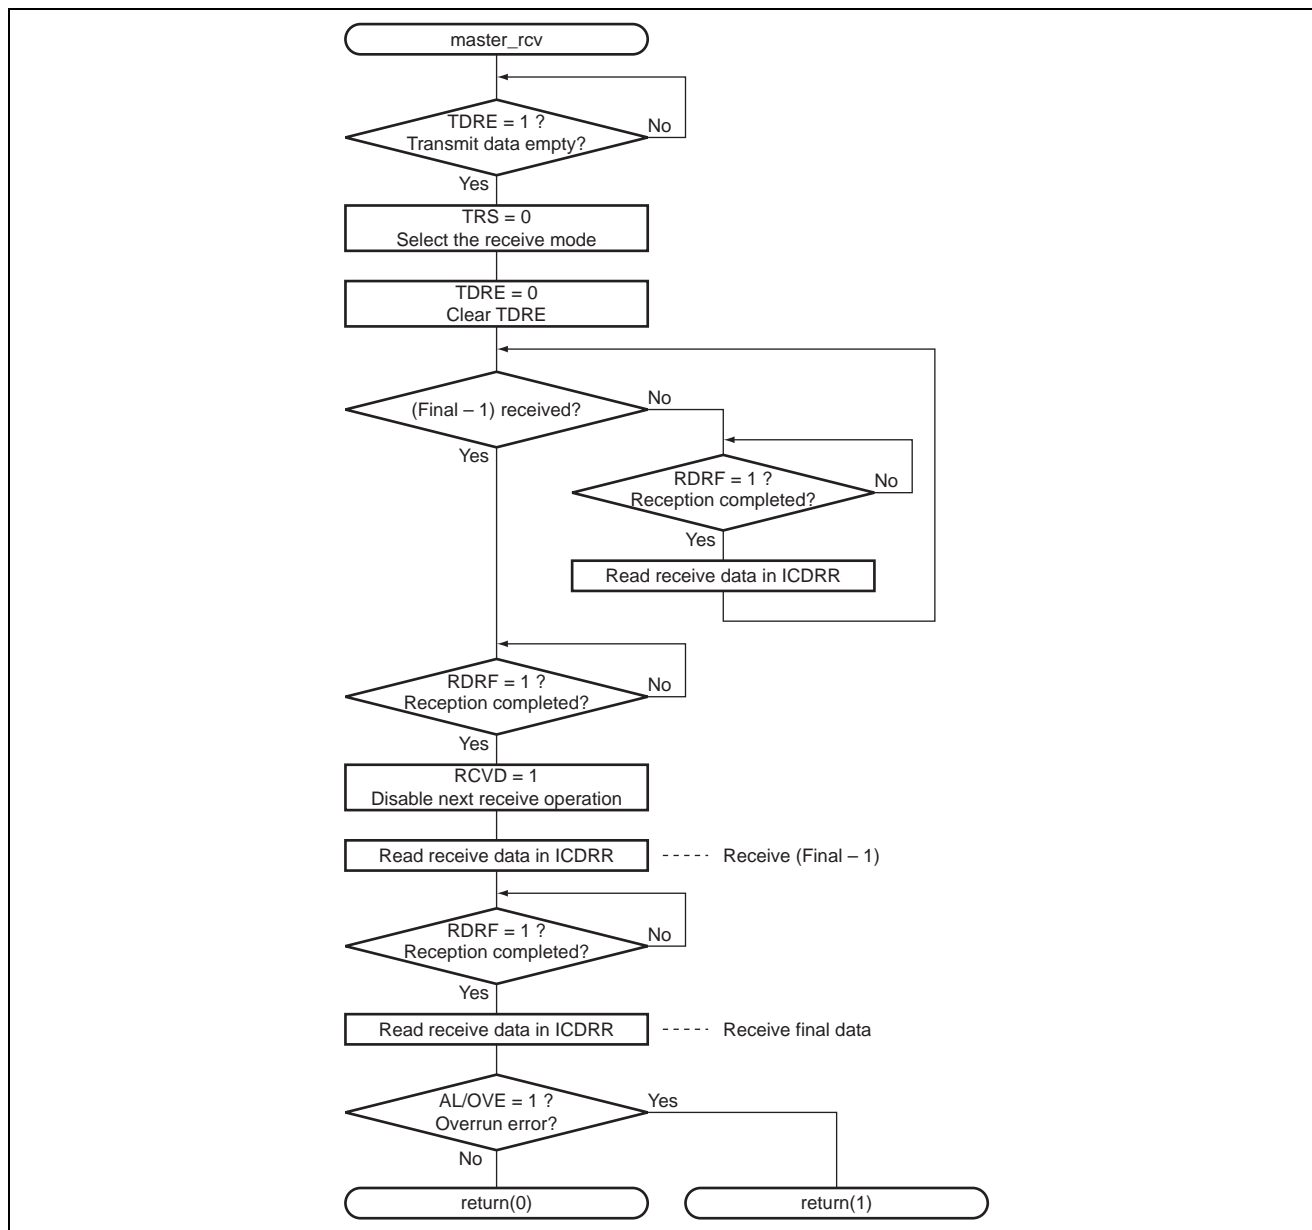 master_rcv
TDRE = 1 ?
Transmit data empty?
No
Yes
TRS = 0
Select the receive mode
TDRE = 0
Clear TDRE
(Final – 1) received?
No
Yes
RDRF = 1 ?
Reception completed?
No
Yes
Read receive data in ICDRR
RDRF = 1 ?
Reception completed?
No
Yes
RCVD = 1
Disable next receive operation
Read receive data in ICDRR
Receive (Final – 1)
RDRF = 1 ?
Reception completed?
No
Yes
Read receive data in ICDRR
Receive final data
AL/OVE = 1 ?
Overrun error?
Yes
No
return(0)
return(1)